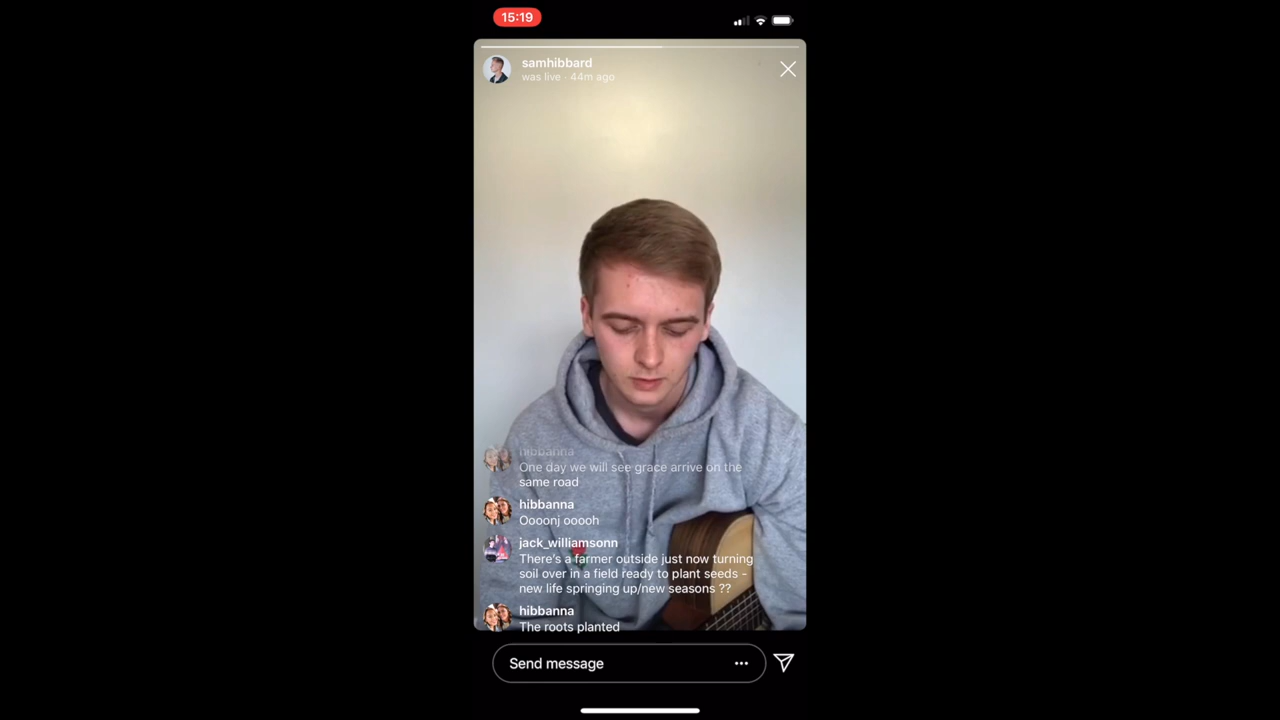 15:19
samhibbard
was live · 44m ago
hibbanna
One day we will see grace arrive on the
same road
hibbanna
Oooonj ooooh
jack_williamsonn
There's a farmer outside just now turning
soil over in a field ready to plant seeds -
new life springing up/new seasons ??
hibbanna
The roots planted
Send message